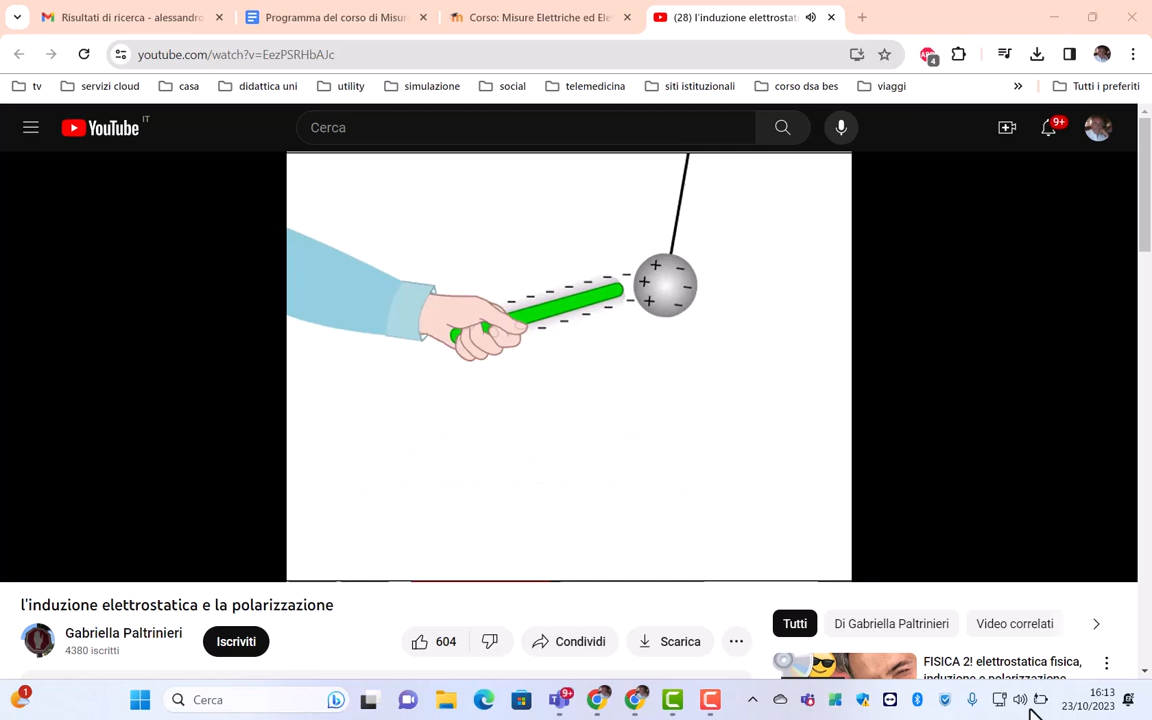 Risultati di ricerca - alessandro
Programma del corso di Misur
Corso: Misure Elettriche ed Ele
(28) l'induzione elettrostat
youtube.com/watch?v=EezPSRHbAJc
4
tv
servizi cloud
casa
didattica uni
utility
simulazione
social
telemedicina
siti istituzionali
corso dsa bes
viaggi
»
Tutti i preferiti
YouTube IT
Cerca
9+
l'induzione elettrostatica e la polarizzazione
Gabriella Paltrinieri
4380 iscritti
Iscriviti
604
Condividi
Scarica
Tutti
Di Gabriella Paltrinieri
Video correlati
FISICA 2! elettrostatica fisica,
induzione e polarizzazione
1
Cerca
9+
16:13
23/10/2023